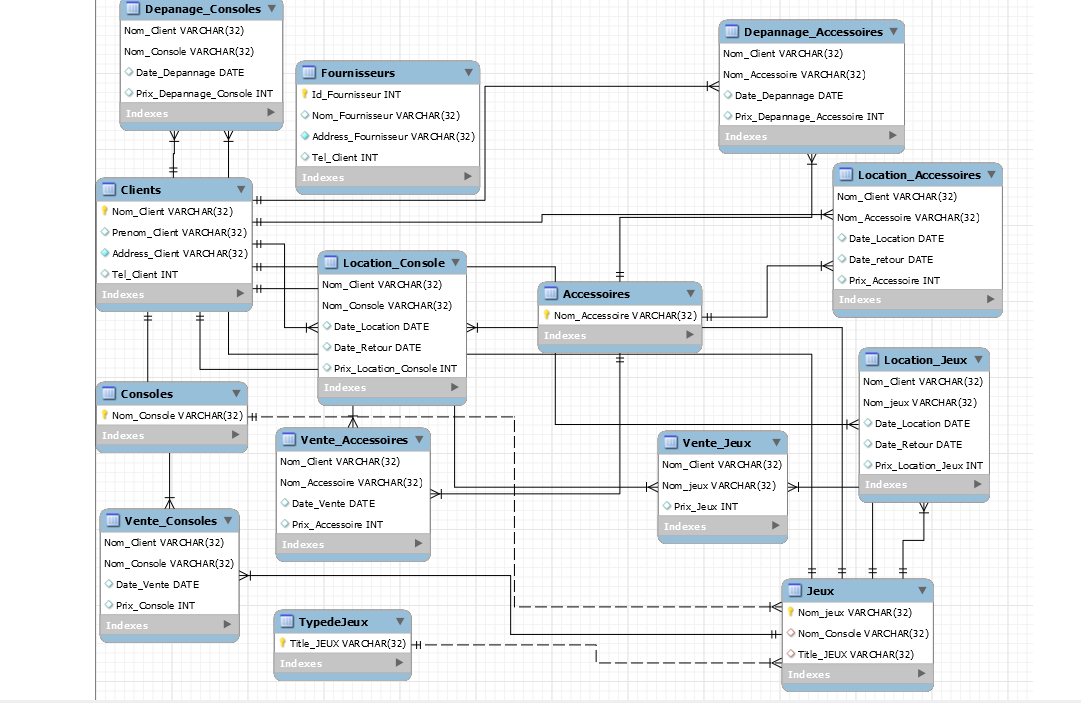 Depanage_Consoles
Nom_Client VARCHAR(32)
Nom_Console VARCHAR(32)
Date_Depannage DATE
Prix_Depannage_Console INT
Indexes
Fournisseurs
Id_Fournisseur INT
Nom_Fournisseur VARCHAR(32)
Address_Fournisseur VARCHAR(32)
Tel_Client INT
Indexes
Depannage_Accessoires
Nom_Client VARCHAR(32)
Nom_Accessoire VARCHAR(32)
Date_Depannage DATE
Prix_Depannage_Accessoire INT
Indexes
Clients
Nom_Client VARCHAR(32)
Prenom_Client VARCHAR(32)
Address_Client VARCHAR(32)
Tel_Client INT
Indexes
Location_Accessoires
Nom_Client VARCHAR(32)
Nom_Accessoire VARCHAR(32)
Date_Location DATE
Date_retour DATE
Prix_Accessoire INT
Indexes
Location_Console
Nom_Client VARCHAR(32)
Nom_Console VARCHAR(32)
Date_Location DATE
Date_Retour DATE
Prix_Location_Console INT
Indexes
Accessoires
Nom_Accessoire VARCHAR(32)
Indexes
Location_Jeux
Nom_Client VARCHAR(32)
Nom_jeux VARCHAR(32)
Date_Location DATE
Date_Retour DATE
Prix_Location_Jeux INT
Indexes
Consoles
Nom_Console VARCHAR(32)
Indexes
Vente_Accessoires
Nom_Client VARCHAR(32)
Nom_Accessoire VARCHAR(32)
Date_Vente DATE
Prix_Accessoire INT
Indexes
Vente_Jeux
Nom_Client VARCHAR(32)
Nom_jeux VARCHAR(32)
Prix_Jeux INT
Indexes
Vente_Consoles
Nom_Client VARCHAR(32)
Nom_Console VARCHAR(32)
Date_Vente DATE
Prix_Console INT
Indexes
TypedeJeux
Title_JEUX VARCHAR(32)
Indexes
Jeux
Nom_jeux VARCHAR(32)
Nom_Console VARCHAR(32)
Title_JEUX VARCHAR(32)
Indexes